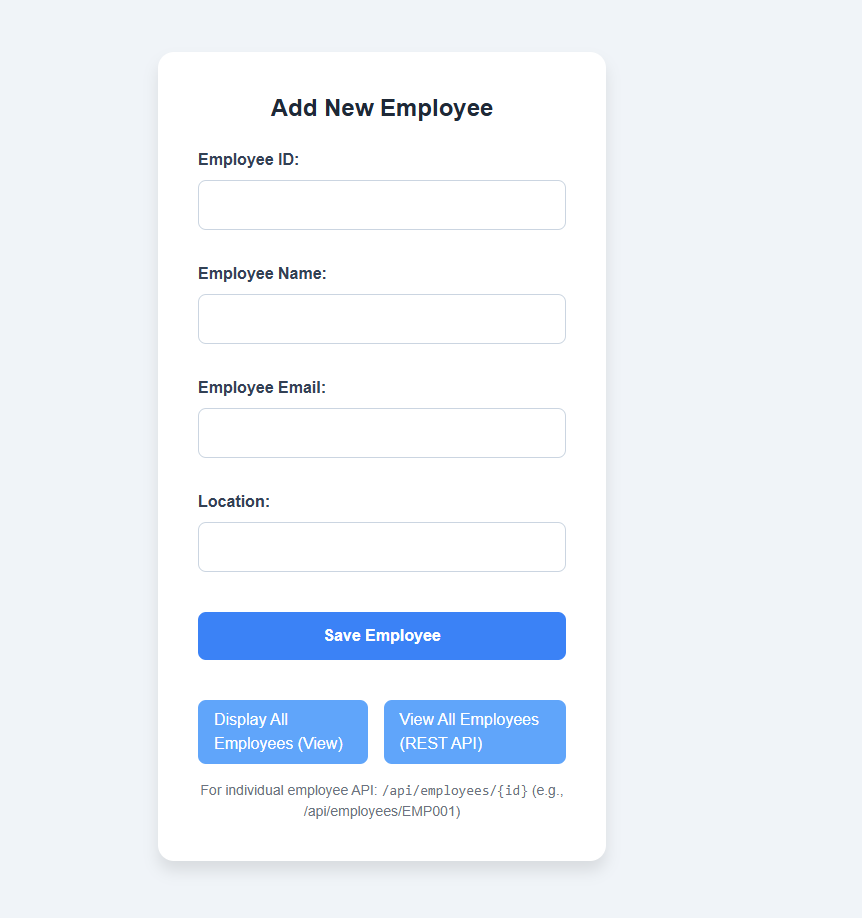 Add New Employee
Employee ID:
Employee Name:
Employee Email:
Location:
Save Employee
Display All
Employees (View)
View All Employees
(REST API)
For individual employee API: /api/employees/{id} (e.g.,
/api/employees/EMP001)